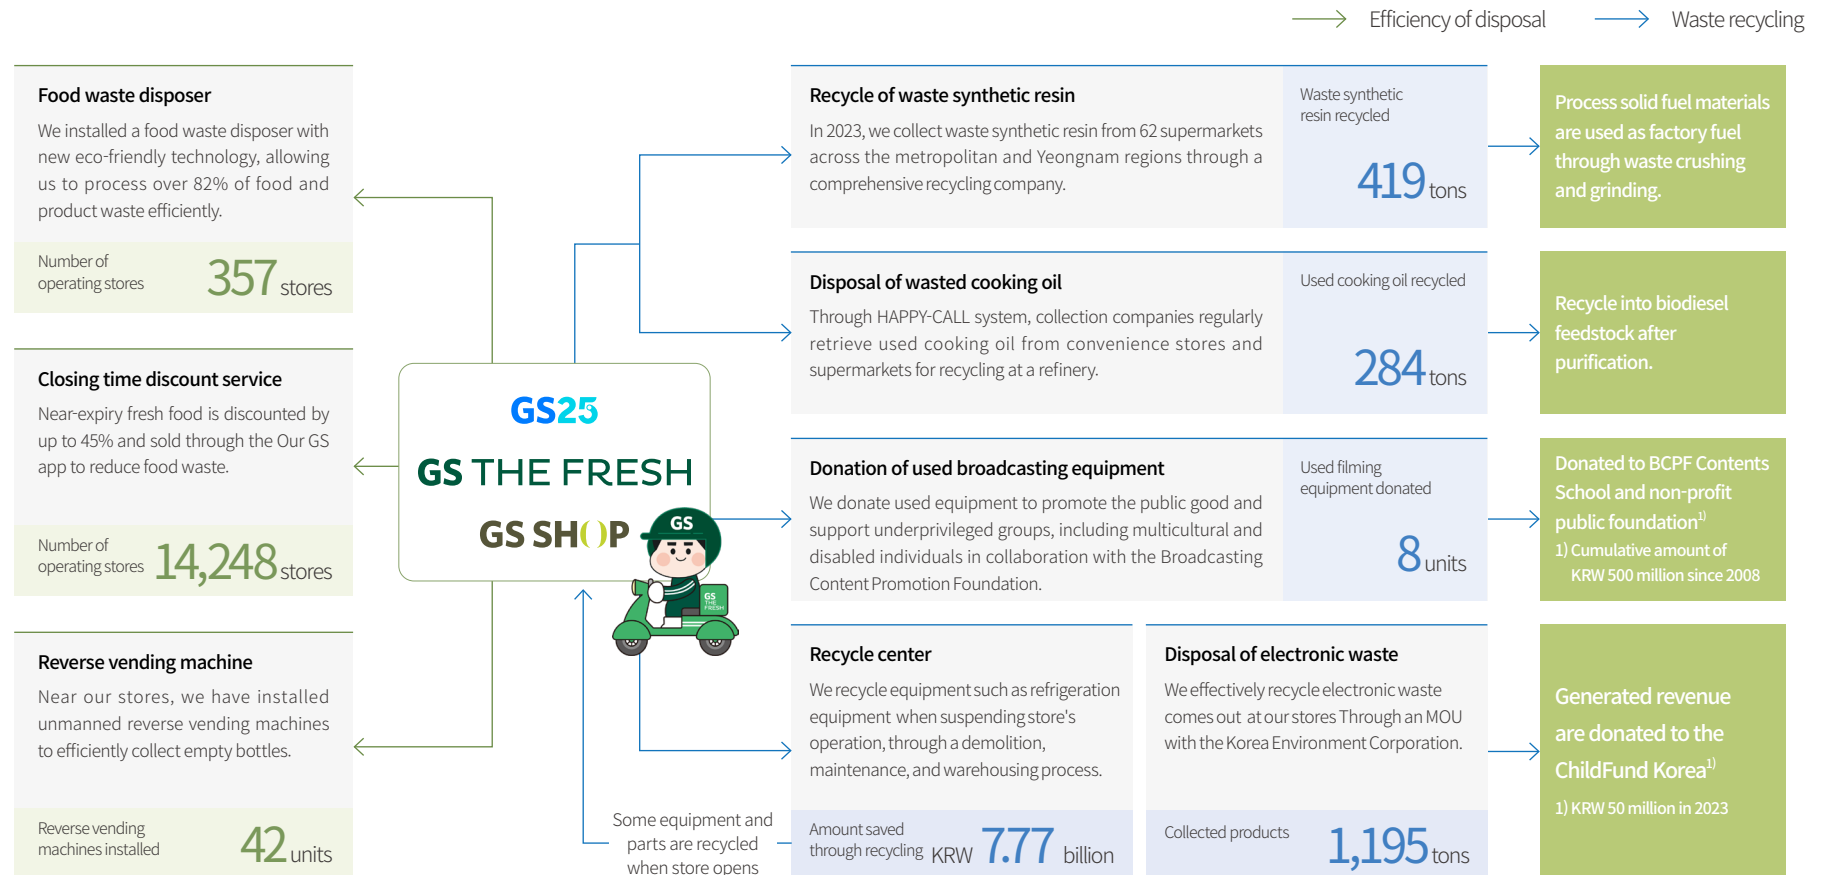 Efficiency of disposal
Waste recycling
Food waste disposer
We installed a food waste disposer with
new eco-friendly technology, allowing
us to process over 82% of food and
product waste efficiently.
Number of
operating stores
357 stores
Closing time discount service
Near-expiry fresh food is discounted by
up to 45% and sold through the Our GS
app to reduce food waste.
Number of
operating stores
14,248 stores
Reverse vending machine
Near our stores, we have installed
unmanned reverse vending machines
to efficiently collect empty bottles.
Reverse vending
machines installed
42 units
GS25
GS THE FRESH
GS SHOP
GS
GS
THE
FRESH
Some equipment and
parts are recycled
when store opens
Recycle of waste synthetic resin
In 2023, we collect waste synthetic resin from 62 supermarkets
across the metropolitan and Yeongnam regions through a
comprehensive recycling company.
Waste synthetic
resin recycled
419 tons
Process solid fuel materials
are used as factory fuel
through waste crushing
and grinding.
Disposal of wasted cooking oil
Through HAPPY-CALL system, collection companies regularly
retrieve used cooking oil from convenience stores and
supermarkets for recycling at a refinery.
Used cooking oil recycled
284 tons
Recycle into biodiesel
feedstock after
purification.
Donation of used broadcasting equipment
We donate used equipment to promote the public good and
support underprivileged groups, including multicultural and
disabled individuals in collaboration with the Broadcasting
Content Promotion Foundation.
Used filming
equipment donated
8 units
Donated to BCPF Contents
School and non-profit
public foundation1)
1) Cumulative amount of
KRW 500 million since 2008
Recycle center
We recycle equipment such as refrigeration
equipment when suspending store's
operation, through a demolition,
maintenance, and warehousing process.
Amount saved
through recycling
KRW 7.77 billion
Disposal of electronic waste
We effectively recycle electronic waste
comes out at our stores Through an MOU
with the Korea Environment Corporation.
Collected products
1,195 tons
Generated revenue
are donated to the
ChildFund Korea1)
1) KRW 50 million in 2023